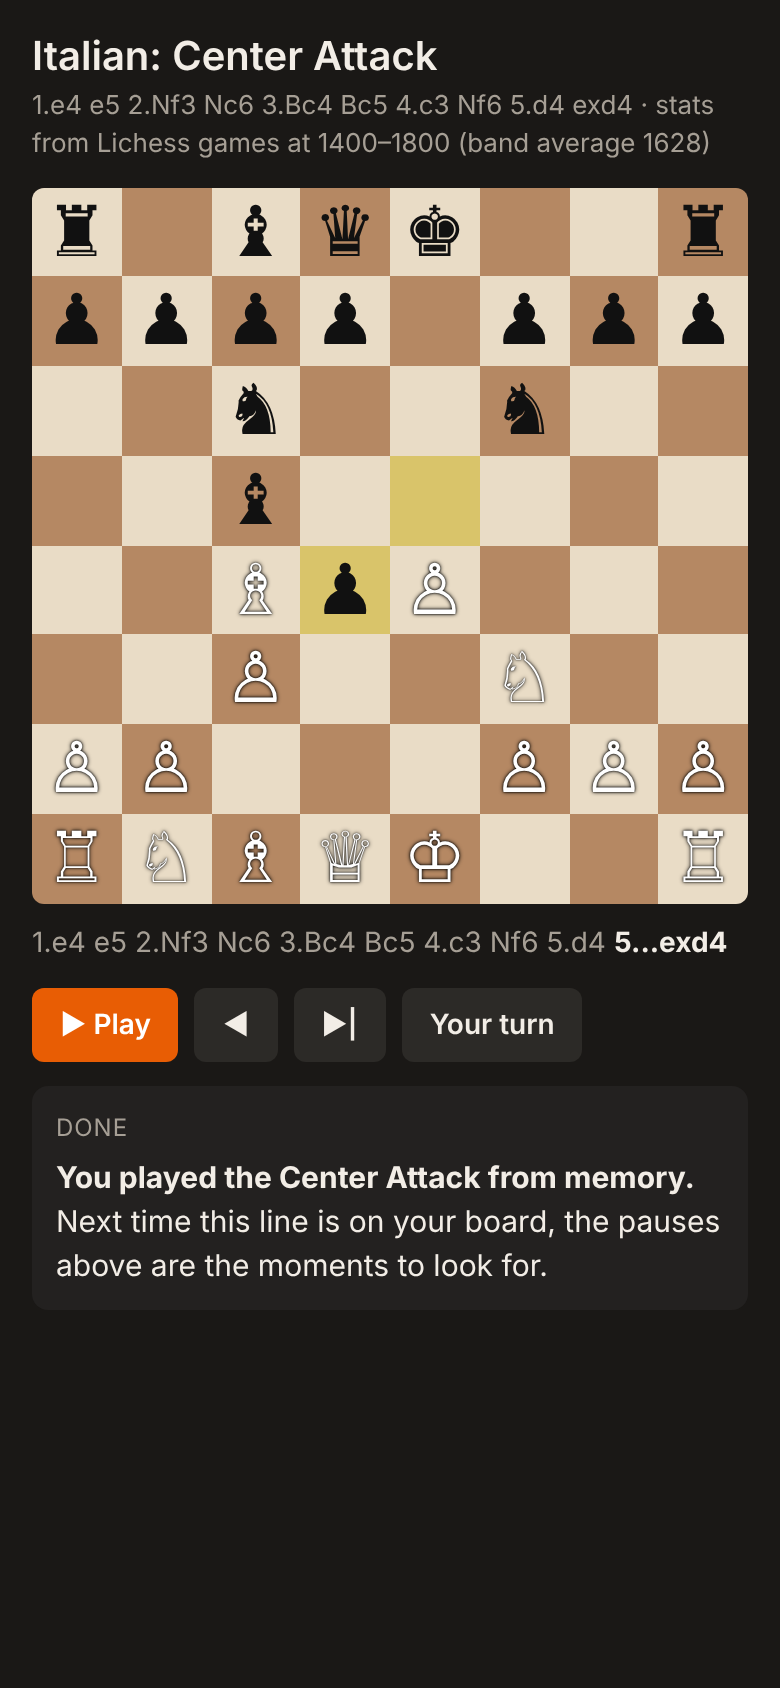 Italian: Center Attack
1.e4 e5 2.Nf3 Nc6 3.Bc4 Bc5 4.c3 Nf6 5.d4 exd4 · stats
from Lichess games at 1400–1800 (band average 1628)
1.e4 e5 2.Nf3 Nc6 3.Bc4 Bc5 4.c3 Nf6 5.d4 5...exd4
▶ Play ◀ ▶| Your turn
DONE
You played the Center Attack from memory.
Next time this line is on your board, the pauses
above are the moments to look for.